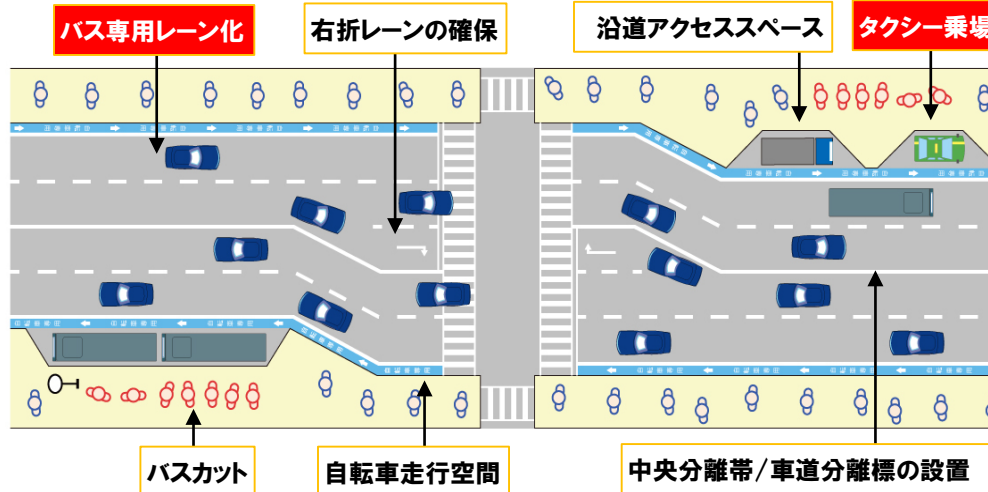 バス専用レーン化
右折レーンの確保
沿道アクセススペース
タクシー乗場
バスカット
自転車走行空間
中央分離帯/車道分離標の設置